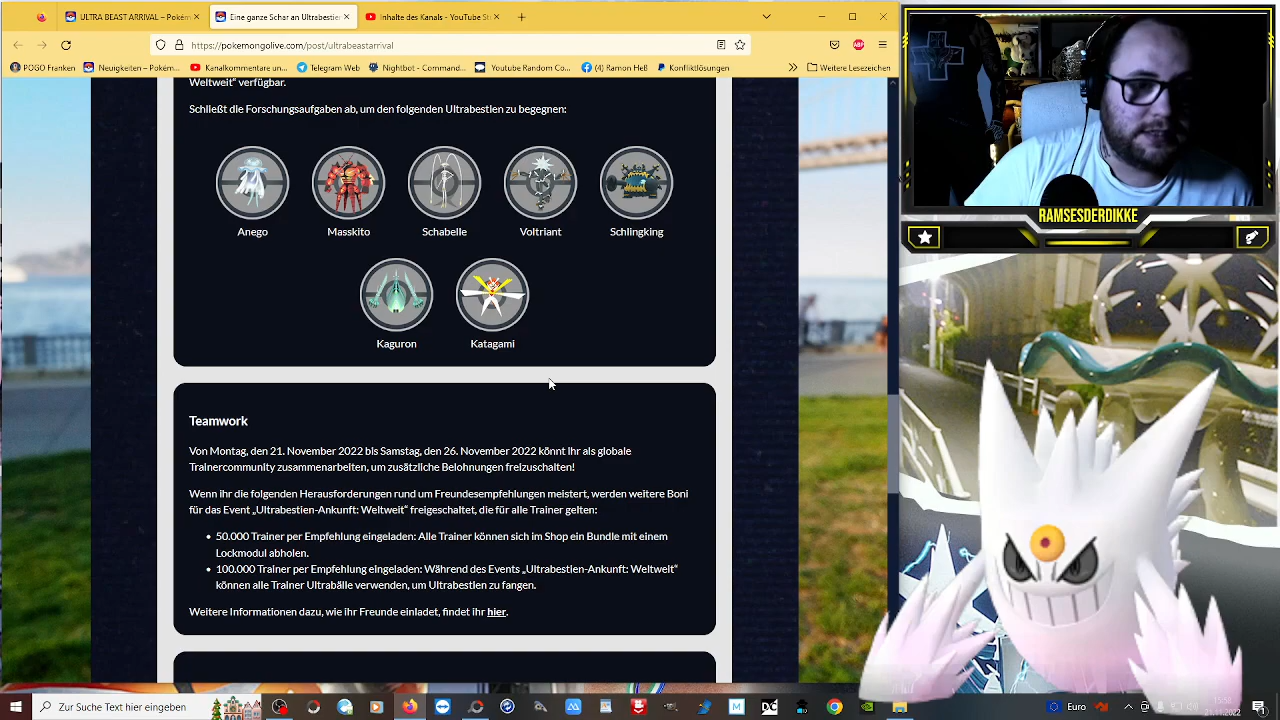 ULTRA BEAST ARRIVAL – Pokém
Eine ganze Schar an Ultrabestien
Inhalte des Kanals - YouTube St
https://pokemongolive.com/post/ultrabeastarrival
POGO Franken
Neuigkeiten – Pokém…
Kanalkommentare un…
Telegram Web
Nightbot - Command…
Youtube Random Co…
(4) Ramon Heß
Konfliktlösungen
Weitere Lesezeichen
Weltweit“ verfügbar.
Schließt die Forschungsaufgaben ab, um den folgenden Ultrabestien zu begegnen:
Anego
Masskito
Schabelle
Voltriant
Schlingking
Kaguron
Katagami
Teamwork
Von Montag, den 21. November 2022 bis Samstag, den 26. November 2022 könnt Ihr als globale
Trainercommunity zusammenarbeiten, um zusätzliche Belohnungen freizuschalten!
Wenn ihr die folgenden Herausforderungen rund um Freundesempfehlungen meistert, werden weitere Boni
für das Event „Ultrabestien-Ankunft: Weltweit“ freigeschaltet, die für alle Trainer gelten:
• 50.000 Trainer per Empfehlung eingeladen: Alle Trainer können sich im Shop ein Bundle mit einem
Lockmodul abholen.
• 100.000 Trainer per Empfehlung eingeladen: Während des Events „Ultrabestien-Ankunft: Weltweit“
können alle Trainer Ultrabälle verwenden, um Ultrabestien zu fangen.
Weitere Informationen dazu, wie ihr Freunde einladet, findet ihr hier.
RAMSESDERDIKKE
Zur Suche Text hier eingeben
Euro
15:52
21.11.2022